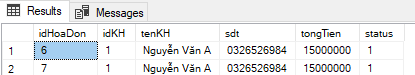 Results Messages
idHoaDon idKH tenKH sdt tongTien status
1 6 1 Nguyễn Văn A 0326526984 15000000 1
2 7 1 Nguyễn Văn A 0326526984 15000000 1